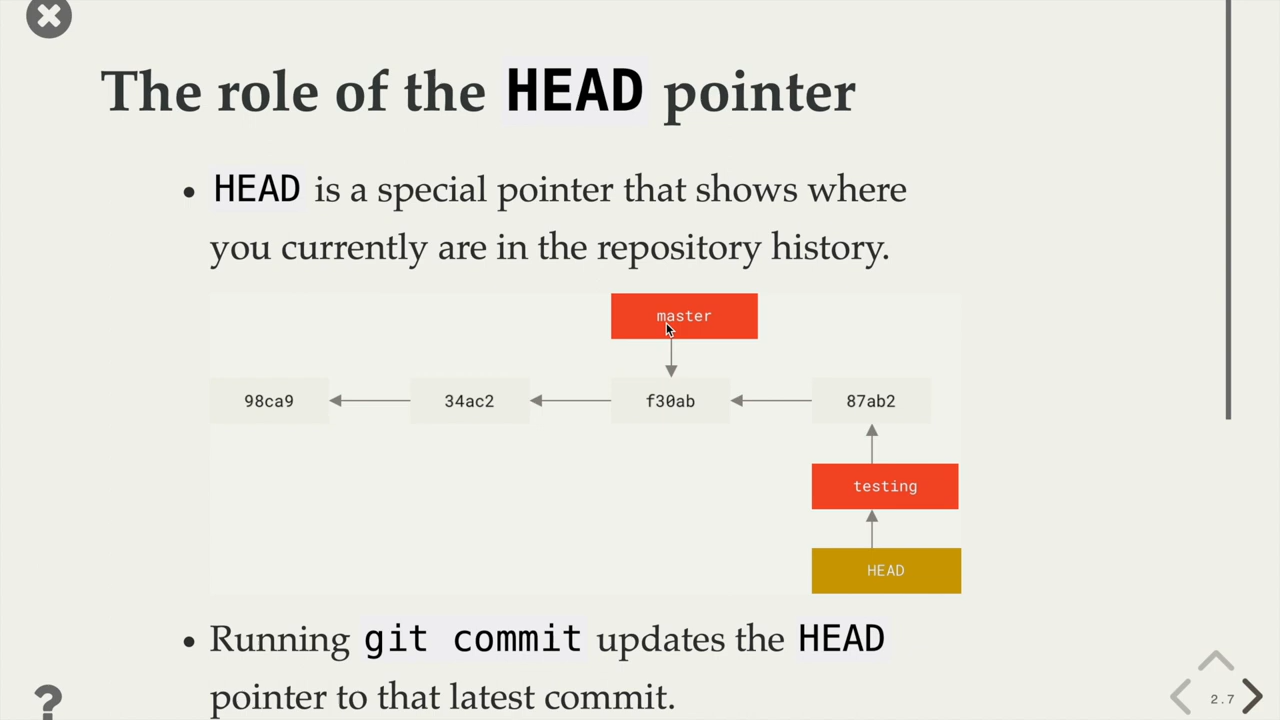 The role of the HEAD pointer
• HEAD is a special pointer that shows where
you currently are in the repository history.
master
98ca9 34ac2 f30ab 87ab2
testing
HEAD
• Running git commit updates the HEAD
pointer to that latest commit.
?
2.7